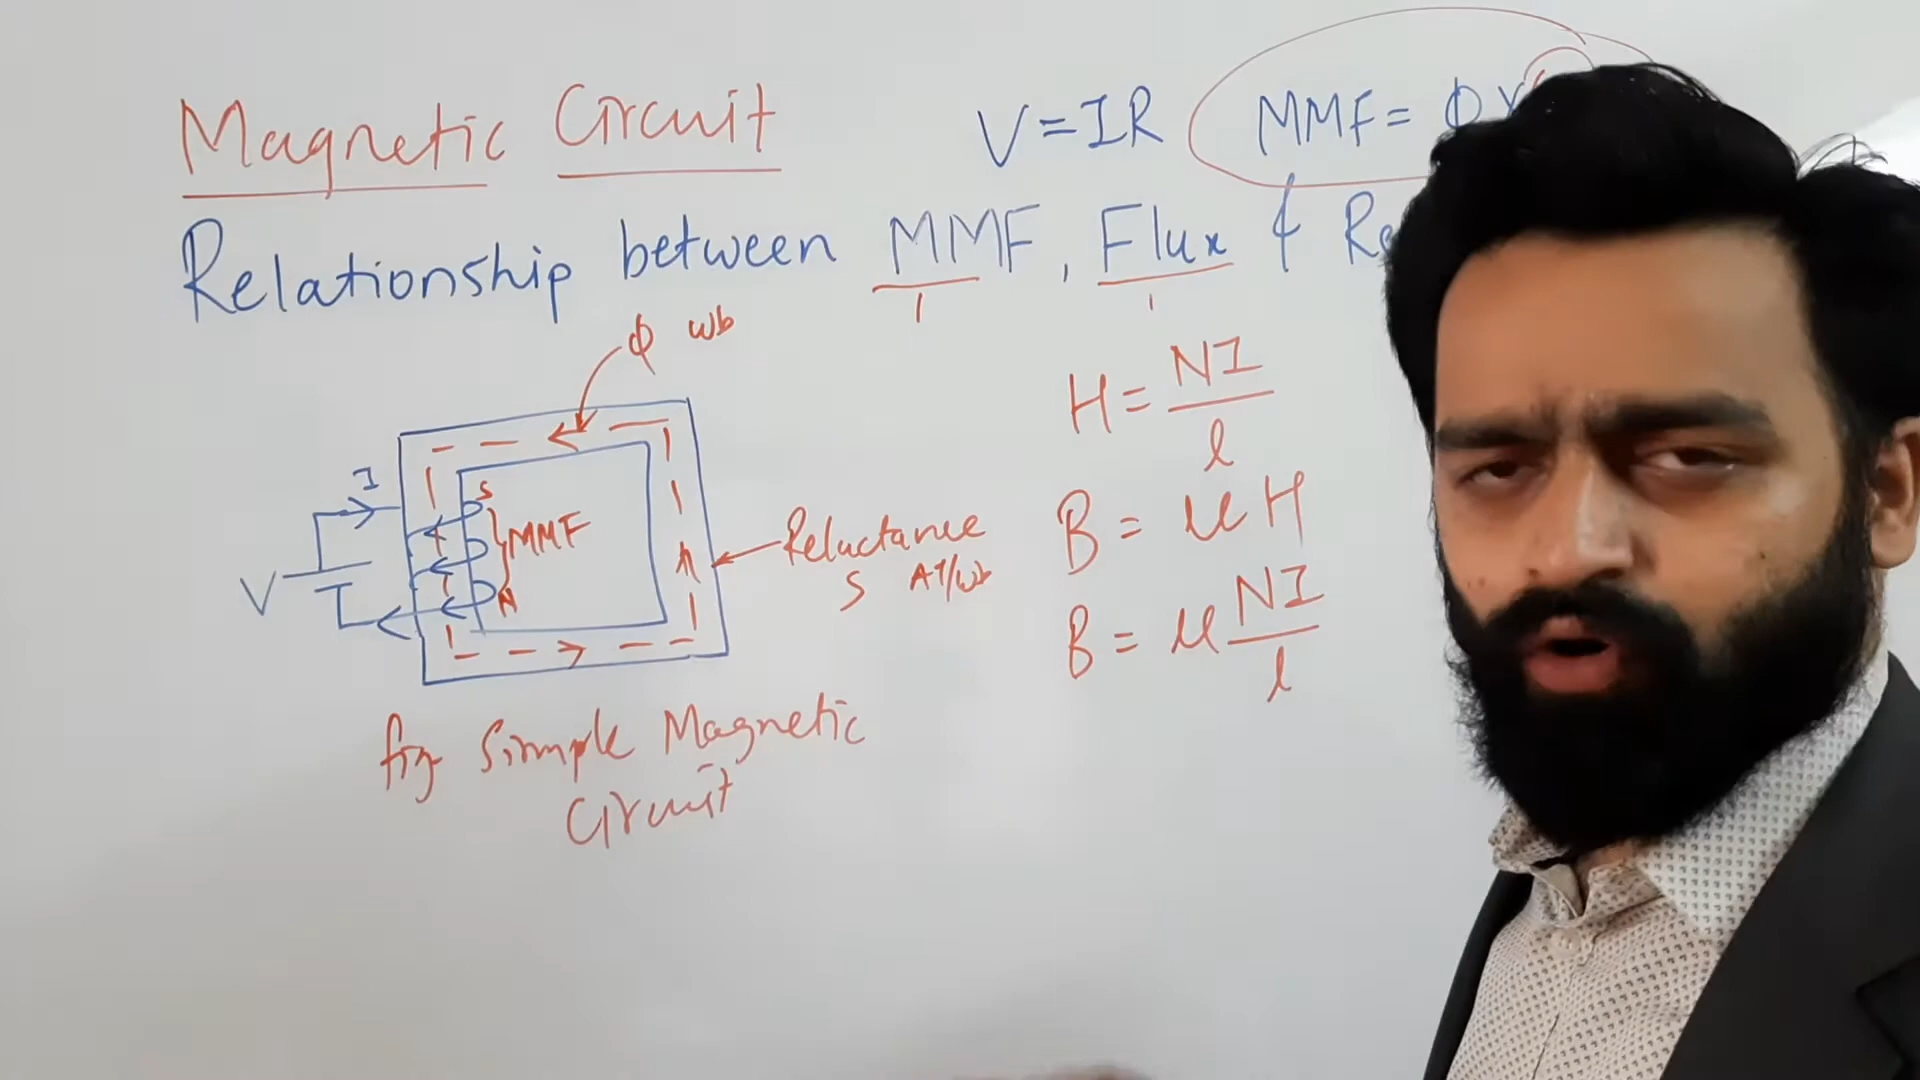 Magnetic Circuit
V=IR
MMF= Φ
Relationship between MMF, Flux &
Φ wb
H= NI
l
I
S
MMF
N
V
Reluctance
S AT/wb
B = μ H
B = μ NI
l
fig Simple Magnetic
Circuit